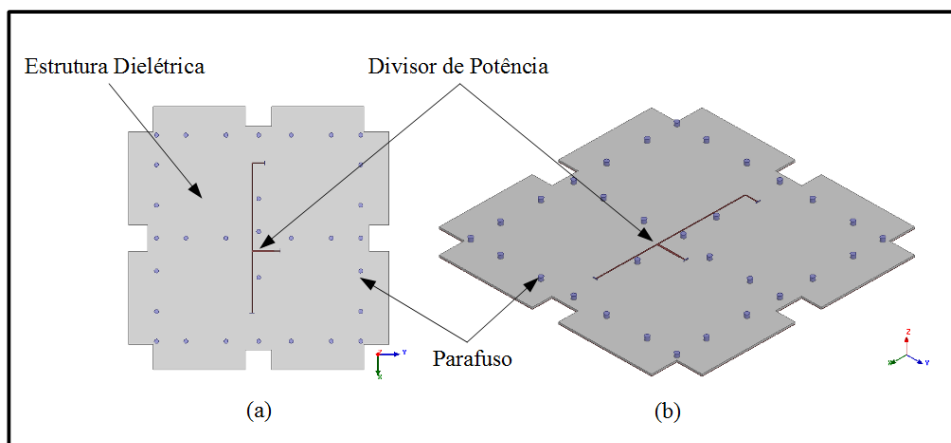 Estrutura Dielétrica
Divisor de Potência
Parafuso
Z
Y
X
Z
X
Y
(a)
(b)